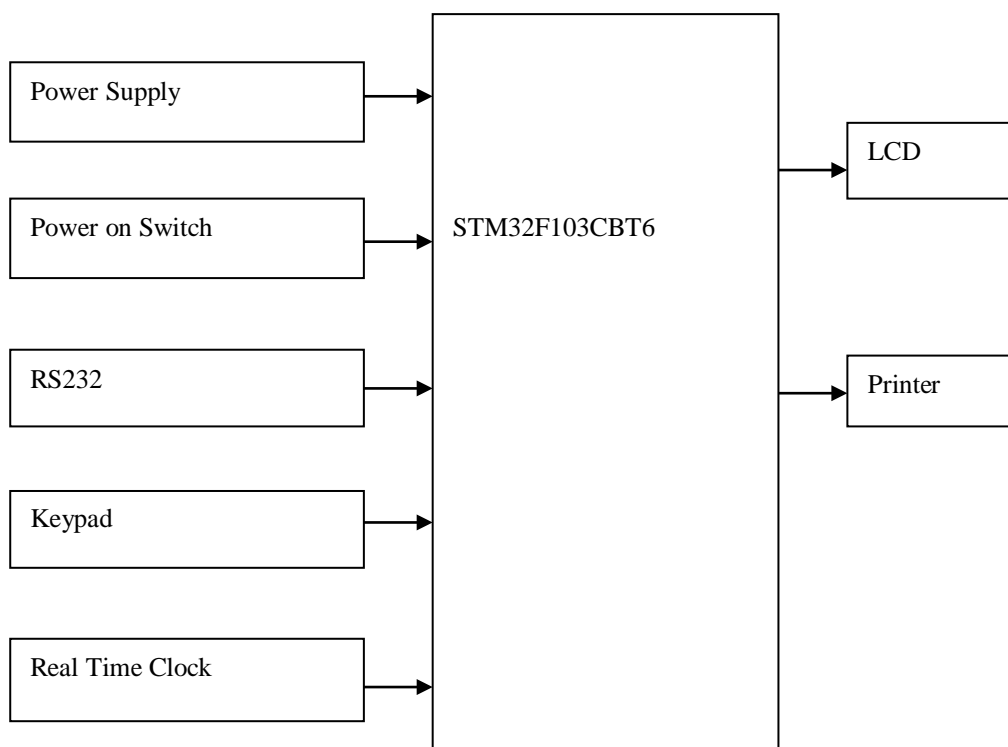 Power Supply
Power on Switch
RS232
Keypad
Real Time Clock
STM32F103CBT6
LCD
Printer